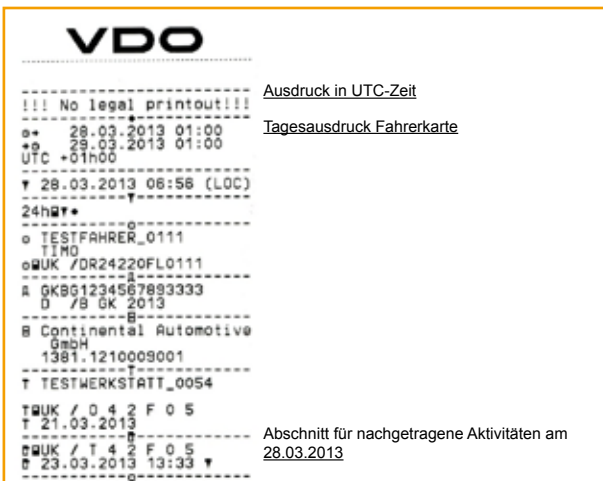 VDO
!!! No legal printout!!!
28.03.2013 01:00
29.03.2013 01:00
UTC +01h00
▼ 28.03.2013 06:56 (LOC)
24h
o TESTFAHRER_0111
TIMO
UK /DR24220FL0111
A GKBG1234567893333
D /B GK 2013
B Continental Automotive
GmbH
1381.1210009001
T TESTWERKSTATT_0054
UK / 0 4 2 F 0 5
T 21.03.2013
UK / T 4 2 F 0 5
23.03.2013 13:33 ▼
Ausdruck in UTC-Zeit
Tagesausdruck Fahrerkarte
Abschnitt für nachgetragene Aktivitäten am
28.03.2013